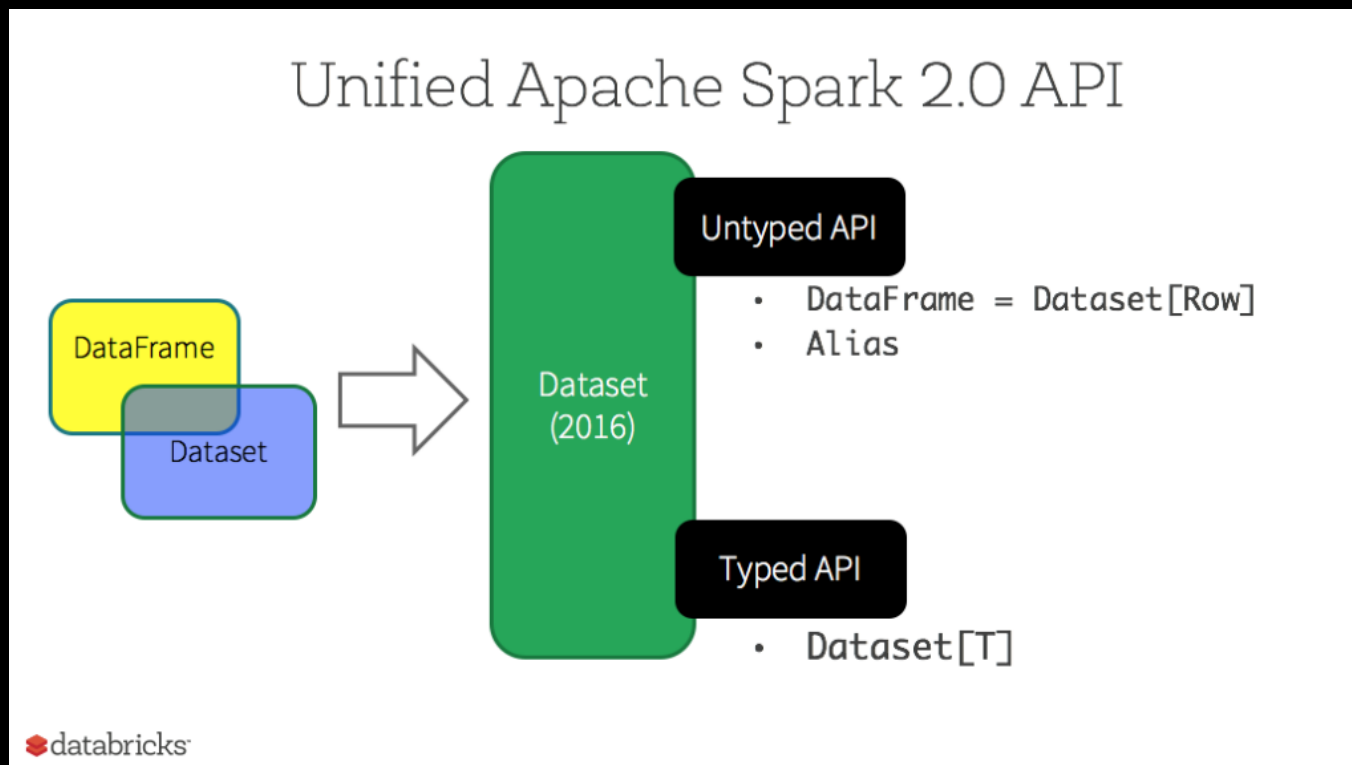 Unified Apache Spark 2.0 API
DataFrame
Dataset
Dataset
(2016)
Untyped API
• DataFrame = Dataset[Row]
• Alias
Typed API
• Dataset[T]
databricks